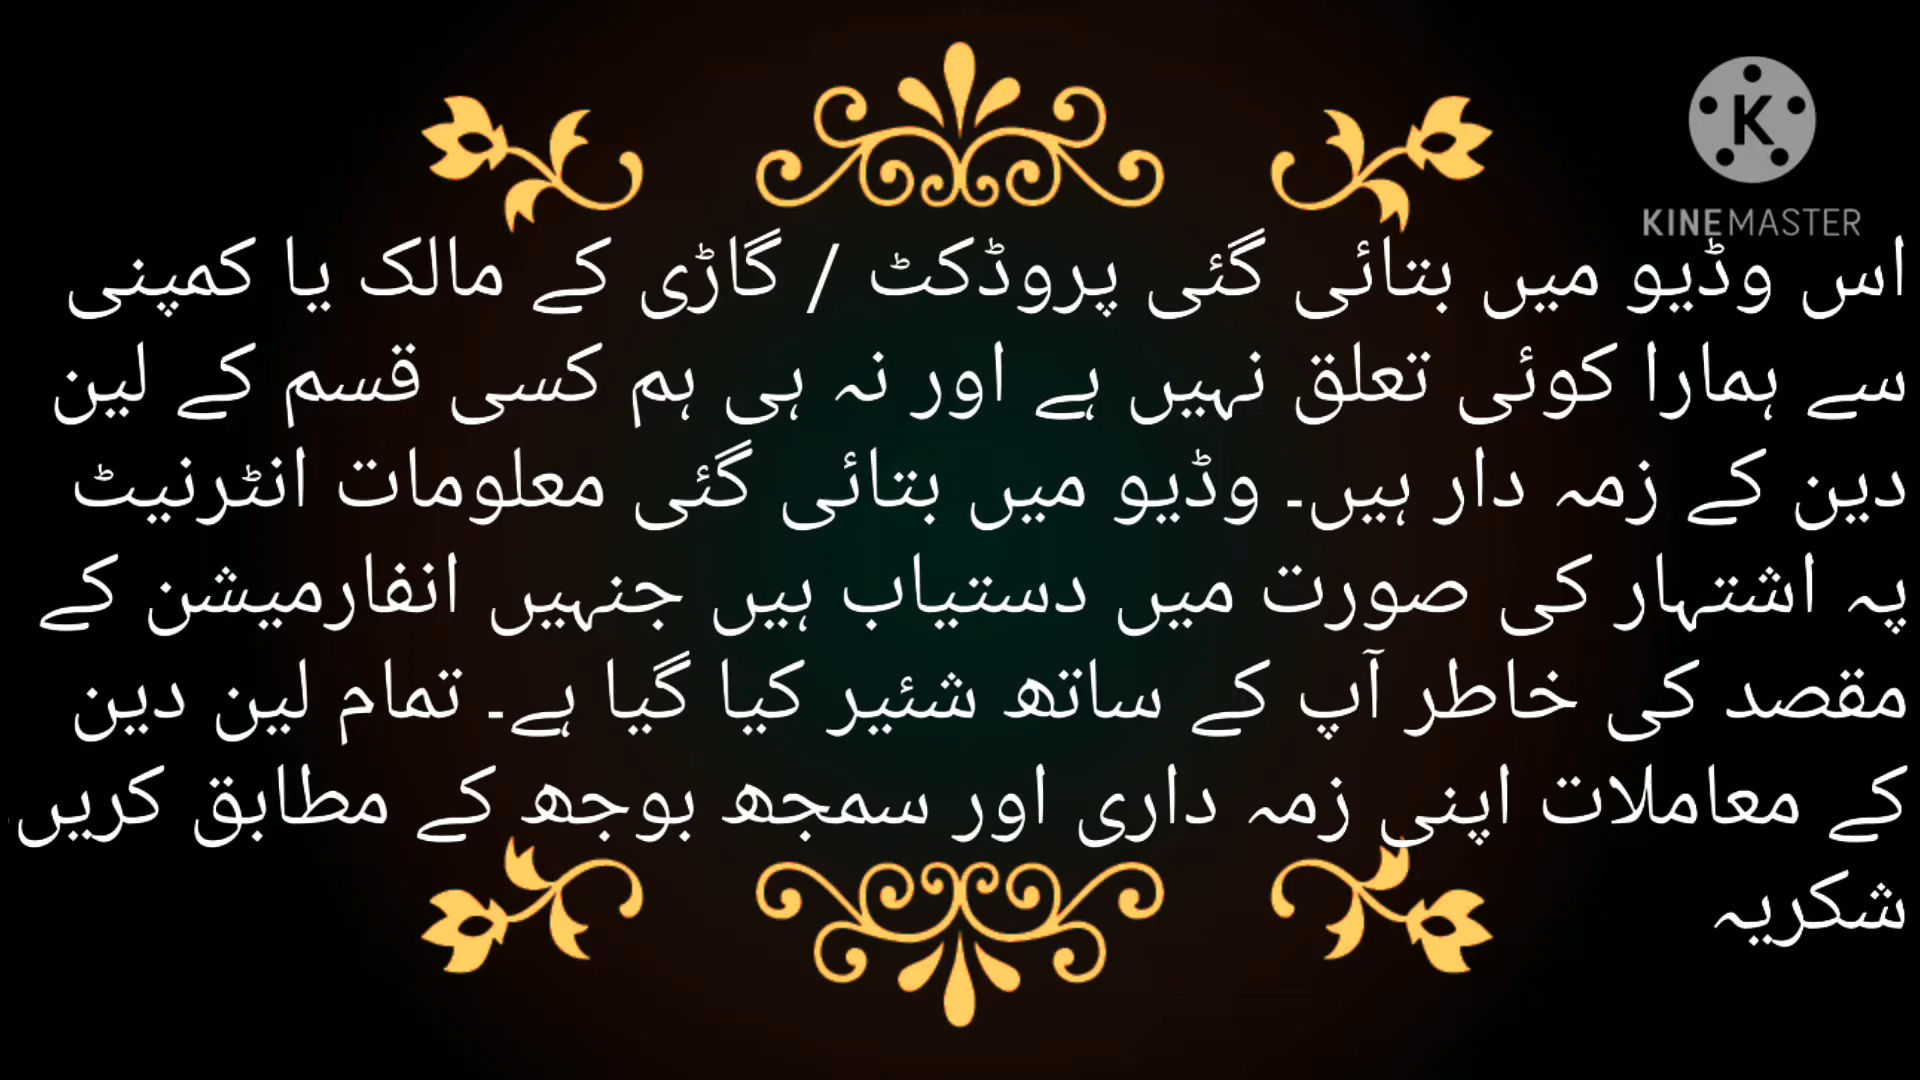 KINEMASTER
اس وڈیو میں بتائی گئی پروڈکٹ / گاڑی کے مالک یا کمپنی
سے ہمارا کوئی تعلق نہیں ہے اور نہ ہی ہم کسی قسم کے لین
دین کے زمہ دار ہیں۔ وڈیو میں بتائی گئی معلومات انٹرنیٹ
پہ اشتہار کی صورت میں دستیاب ہیں جنہیں انفارمیشن کے
مقصد کی خاطر آپ کے ساتھ شئیر کیا گیا ہے۔ تمام لین دین
کے معاملات اپنی زمہ داری اور سمجھ بوجھ کے مطابق کریں
شکریہ